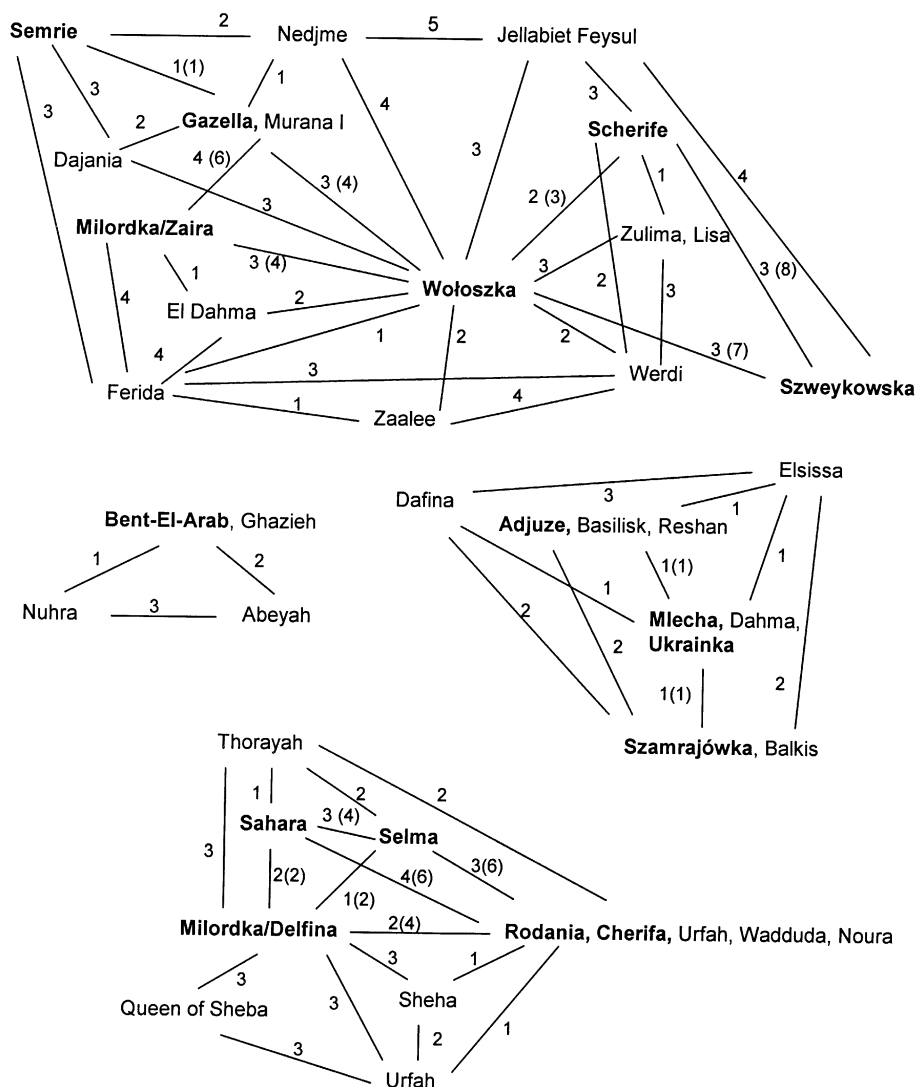 Semrie 2 Nedjme 5 Jellabiet Feysul
1(1) 1
3 3 2 4 3 3
Gazella, Murana I Scherife
Dajania 4 (6) 3 (4) 3 2 (3) 1 4
Milordka/Zaira Zulima, Lisa
3 (4) 3 2 3 3 (8)
4 1 Wołoszka
El Dahma 2
4 1 2 2 3 (7)
Ferida 3 Werdi Szweykowska
1 Zaalee 4
Elsissa
Dafina 3
Bent-El-Arab, Ghazieh Adjuze, Basilisk, Reshan 1
1 2 1(1) 1
Nuhra 3 Abeyah 1
2 2 Mlecha, Dahma,
Ukrainka
1(1) 2
Szamrajówka, Balkis
Thorayah
1 2 2
Sahara 3 (4) Selma
3 2(2) 4(6) 3(6)
1(2)
Milordka/Delfina 2(4) Rodania, Cherifa, Urfah, Wadduda, Noura
3 3 1
Queen of Sheba 3 Sheha
3 2 1
Urfah